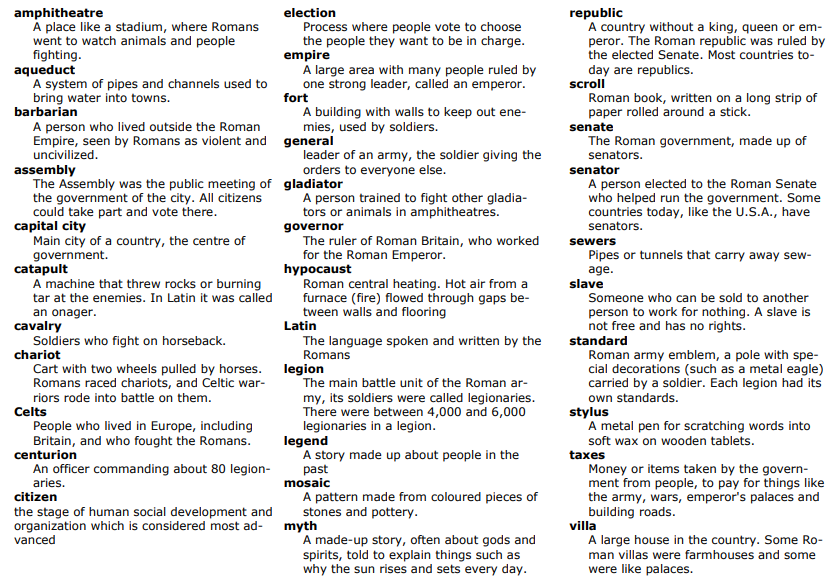 amphitheatre
A place like a stadium, where Romans
went to watch animals and people
fighting.
aqueduct
A system of pipes and channels used to
bring water into towns.
barbarian
A person who lived outside the Roman
Empire, seen by Romans as violent and
uncivilized.
assembly
The Assembly was the public meeting of
the government of the city. All citizens
could take part and vote there.
capital city
Main city of a country, the centre of
government.
catapult
A machine that threw rocks or burning
tar at the enemies. In Latin it was called
an onager.
cavalry
Soldiers who fight on horseback.
chariot
Cart with two wheels pulled by horses.
Romans raced chariots, and Celtic war-
riors rode into battle on them.
Celts
People who lived in Europe, including
Britain, and who fought the Romans.
centurion
An officer commanding about 80 legion-
aries.
citizen
the stage of human social development and
organization which is considered most ad-
vanced
election
Process where people vote to choose
the people they want to be in charge.
empire
A large area with many people ruled by
one strong leader, called an emperor.
fort
A building with walls to keep out ene-
mies, used by soldiers.
general
leader of an army, the soldier giving the
orders to everyone else.
gladiator
A person trained to fight other gladia-
tors or animals in amphitheatres.
governor
The ruler of Roman Britain, who worked
for the Roman Emperor.
hypocaust
Roman central heating. Hot air from a
furnace (fire) flowed through gaps be-
tween walls and flooring
Latin
The language spoken and written by the
Romans
legion
The main battle unit of the Roman ar-
my, its soldiers were called legionaries.
There were between 4,000 and 6,000
legionaries in a legion.
legend
A story made up about people in the
past
mosaic
A pattern made from coloured pieces of
stones and pottery.
myth
A made-up story, often about gods and
spirits, told to explain things such as
why the sun rises and sets every day.
republic
A country without a king, queen or em-
peror. The Roman republic was ruled by
the elected Senate. Most countries to-
day are republics.
scroll
Roman book, written on a long strip of
paper rolled around a stick.
senate
The Roman government, made up of
senators.
senator
A person elected to the Roman Senate
who helped run the government. Some
countries today, like the U.S.A., have
senators.
sewers
Pipes or tunnels that carry away sew-
age.
slave
Someone who can be sold to another
person to work for nothing. A slave is
not free and has no rights.
standard
Roman army emblem, a pole with spe-
cial decorations (such as a metal eagle)
carried by a soldier. Each legion had its
own standards.
stylus
A metal pen for scratching words into
soft wax on wooden tablets.
taxes
Money or items taken by the govern-
ment from people, to pay for things like
the army, wars, emperor's palaces and
building roads.
villa
A large house in the country. Some Ro-
man villas were farmhouses and some
were like palaces.